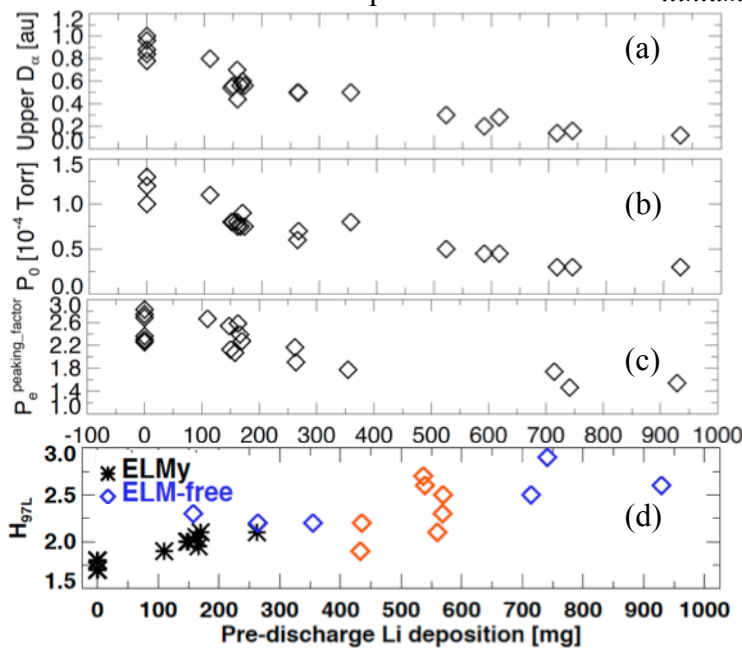 Upper Dα [au]
1.2
1.0
0.8
0.6
0.4
0.2
0.0
(a)
P0 [10-4 Torr]
1.5
1.0
0.5
0.0
(b)
Pe peaking_factor
3.0
2.6
2.2
1.8
1.4
1.0
(c)
-100 0 100 200 300 400 500 600 700 800 900 1000
H97L
3.0
2.5
2.0
1.5
ELMy
ELM-free
(d)
0 100 200 300 400 500 600 700 800 900 1000
Pre-discharge Li deposition [mg]